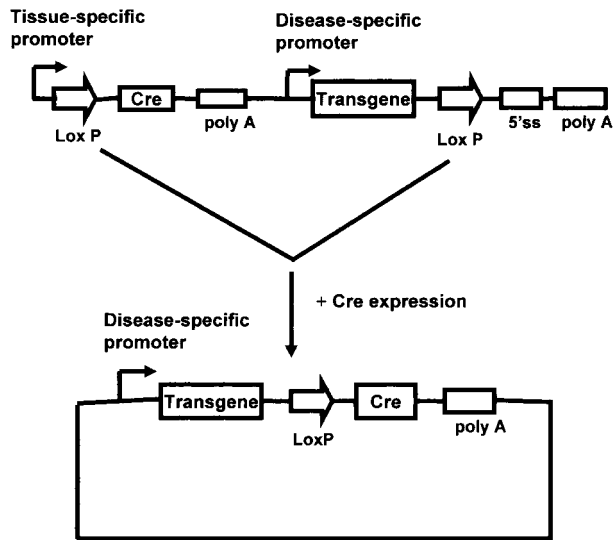 Tissue-specific
promoter
Disease-specific
promoter
Cre
Transgene
Lox P
poly A
Lox P
5'ss
poly A
+ Cre expression
Disease-specific
promoter
Transgene
Cre
LoxP
poly A